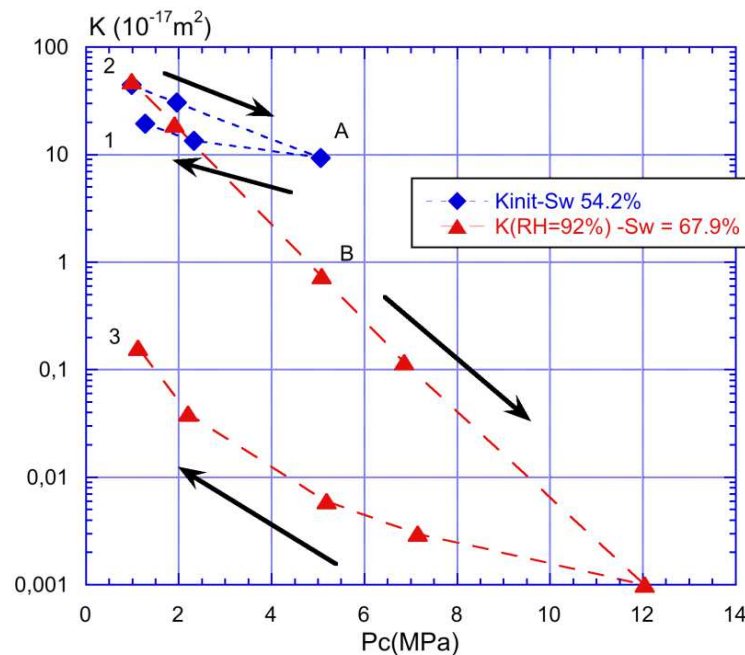 K (10⁻¹⁷m²)
100
2
A
1
10
Kinit-Sw 54.2%
K(RH=92%) -Sw = 67.9%
B
1
3
0,1
0,01
0,001
0 2 4 6 8 10 12 14
Pc(MPa)